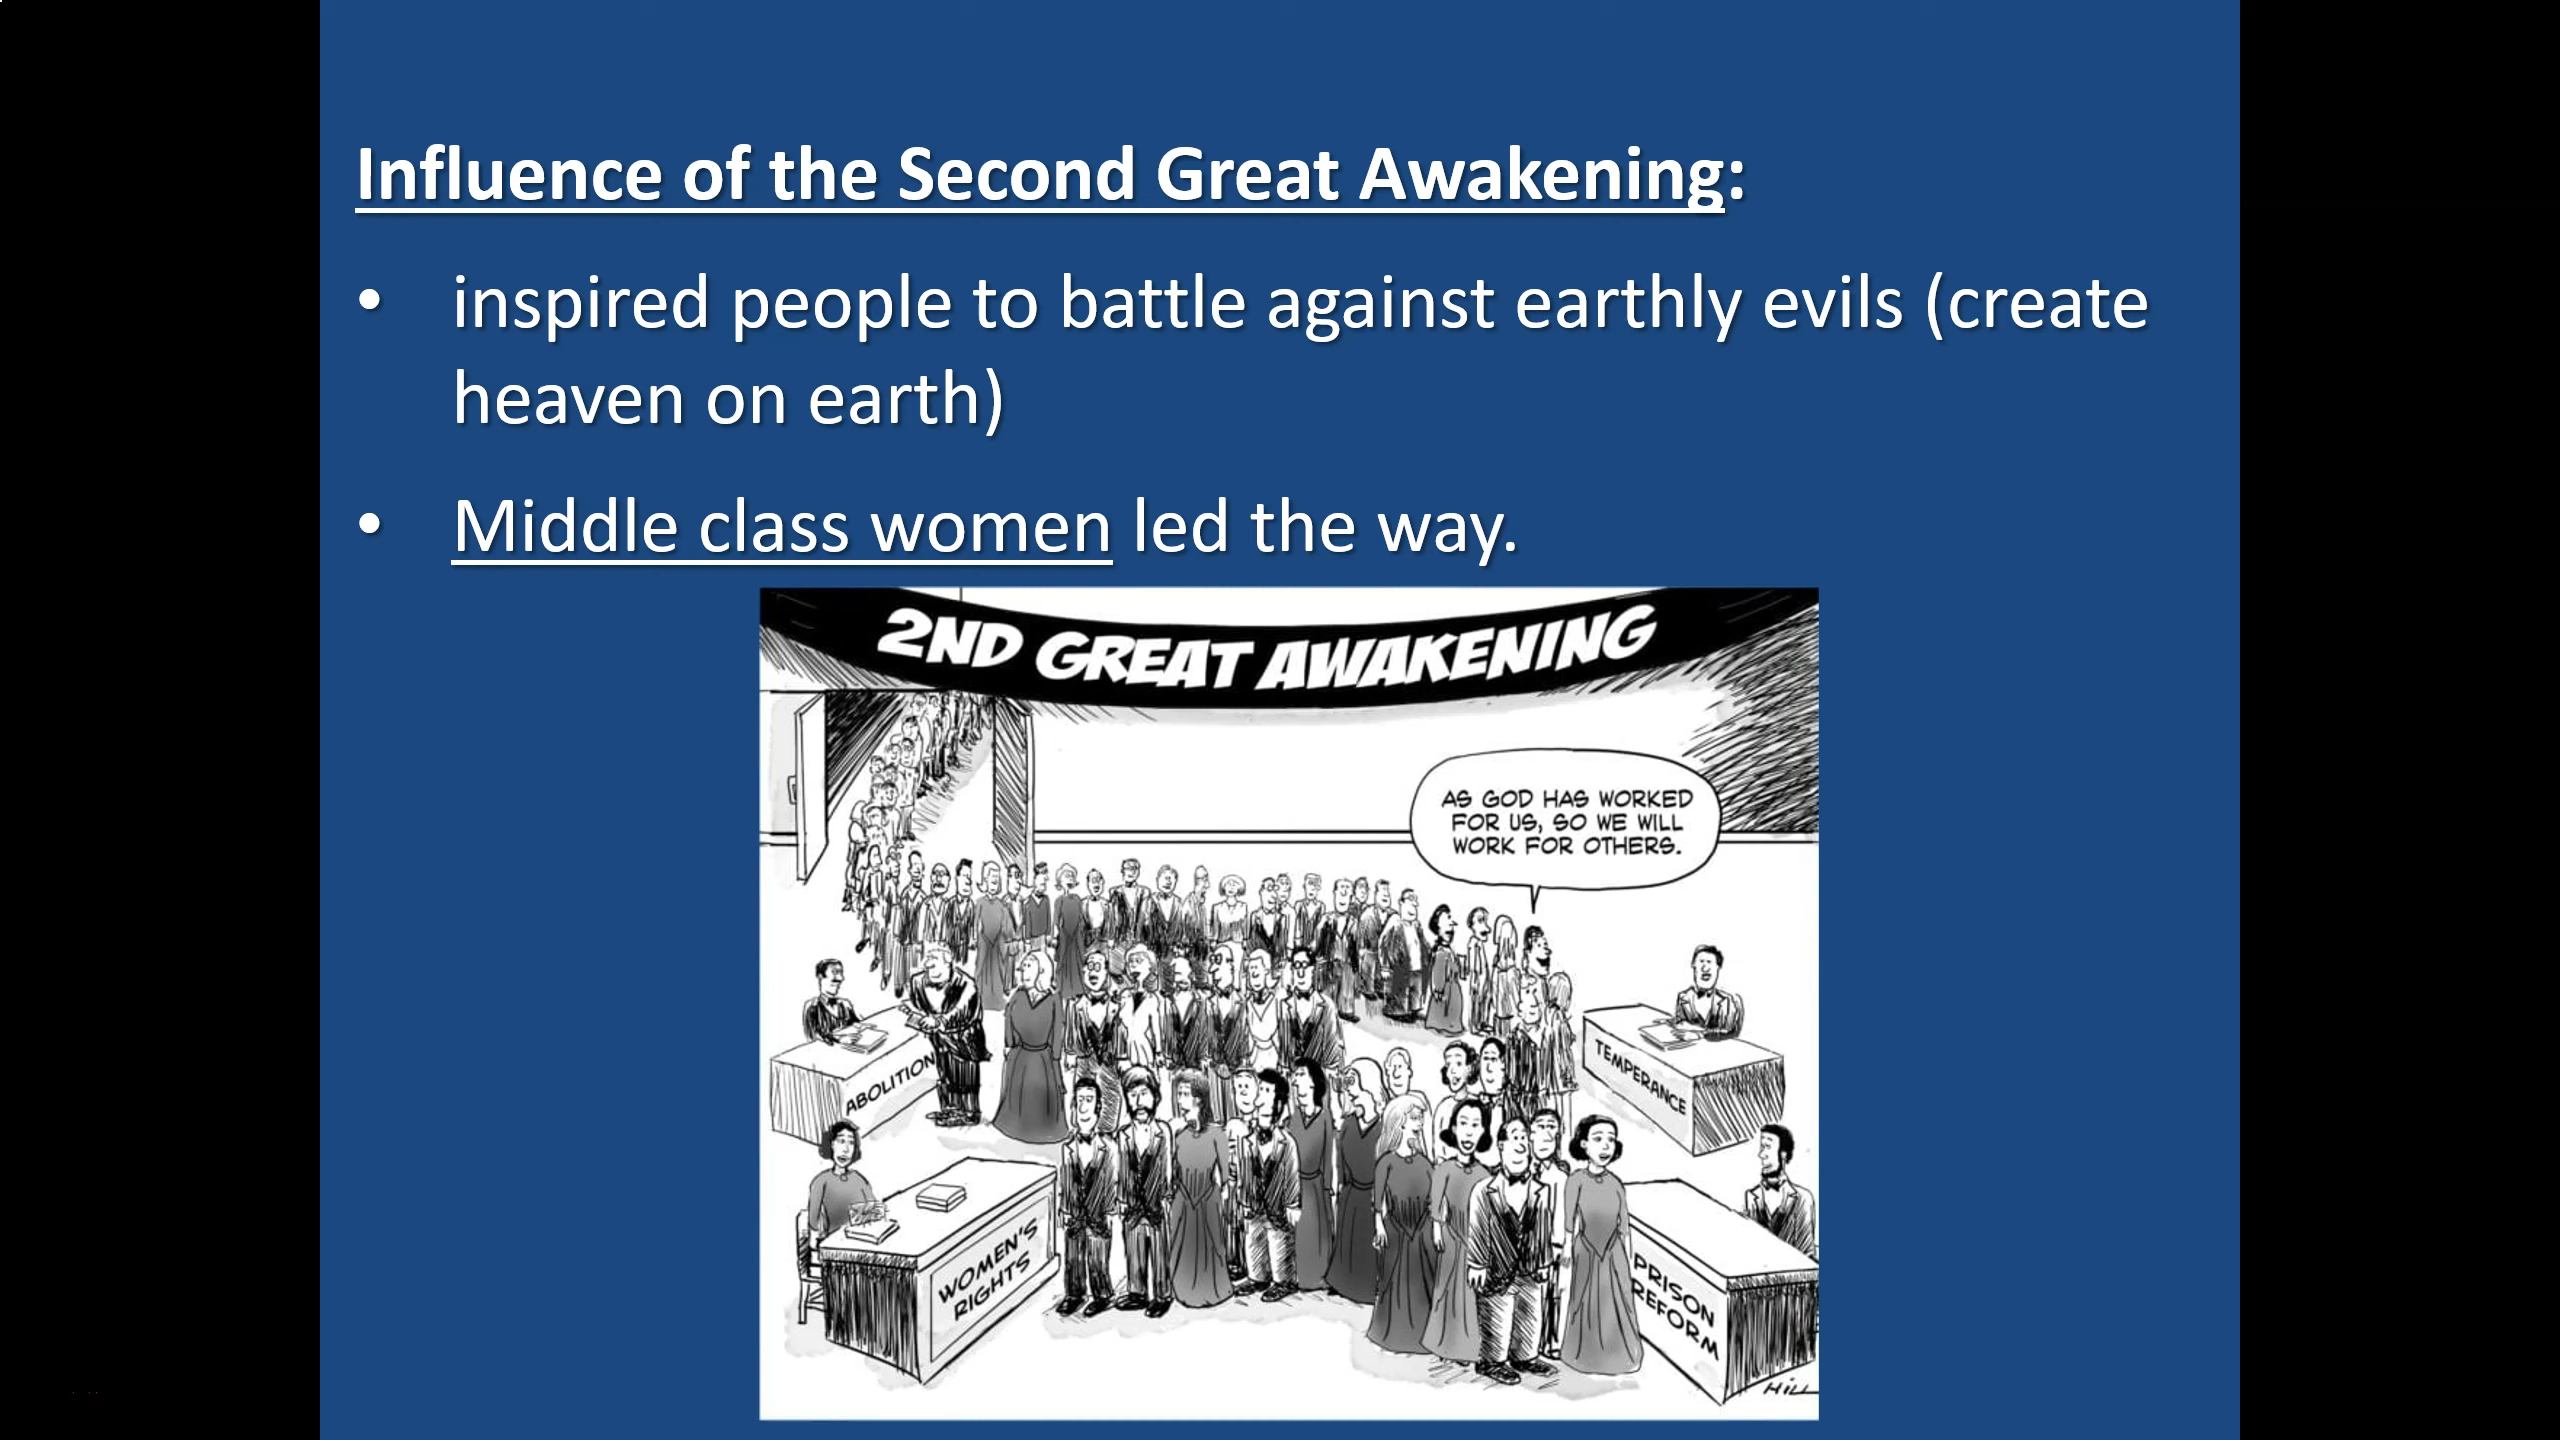 Influence of the Second Great Awakening:
• inspired people to battle against earthly evils (create
heaven on earth)
• Middle class women led the way.
2ND GREAT AWAKENING
AS GOD HAS WORKED
FOR US, SO WE WILL
WORK FOR OTHERS.
ABOLITION
TEMPERANCE
WOMEN'S
RIGHTS
PRISON
REFORM
HILL